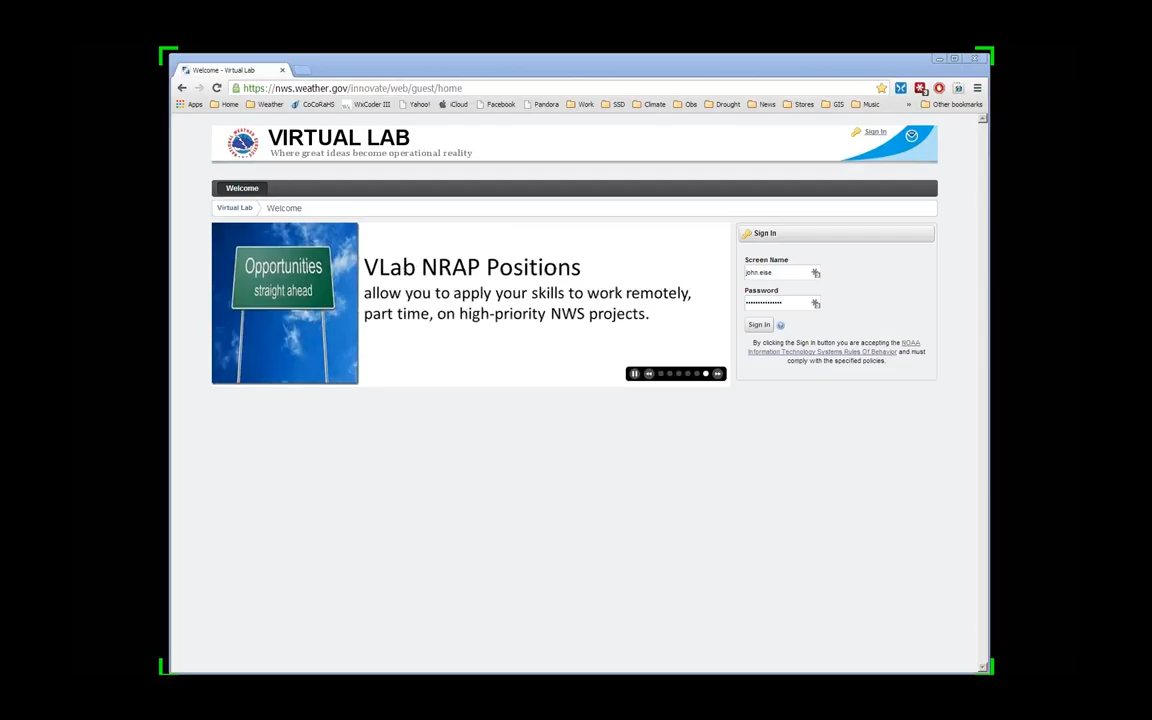 Welcome - Virtual Lab
https://nws.weather.gov/innovate/web/guest/home
Apps Home Weather CoCoRaHS WxCoder III Yahoo! iCloud Facebook Pandora Work SSD Climate Obs Drought News Stores GIS Music » Other bookmarks
VIRTUAL LAB
Where great ideas become operational reality
Sign In
Welcome
Virtual Lab Welcome
Opportunities
straight ahead
VLab NRAP Positions
allow you to apply your skills to work remotely,
part time, on high-priority NWS projects.
Sign In
Screen Name
john.eise
Password
Sign In
By clicking the Sign In button you are accepting the NOAA
Information Technology Systems Rules Of Behavior and must
comply with the specified policies.